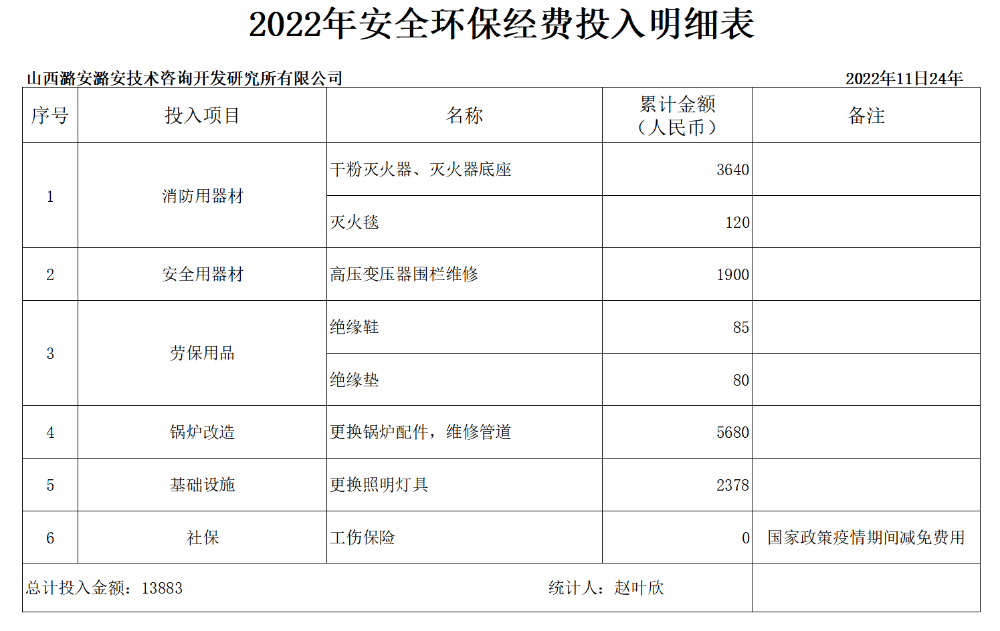 2022年安全环保经费投入明细表
山西潞安潞安技术咨询开发研究所有限公司 2022年11日24年
序号 投入项目 名称 累计金额（人民币） 备注
1 消防用器材 干粉灭火器、灭火器底座 3640
灭火毯 120
2 安全用器材 高压变压器围栏维修 1900
3 劳保用品 绝缘鞋 85
绝缘垫 80
4 锅炉改造 更换锅炉配件，维修管道 5680
5 基础设施 更换照明灯具 2378
6 社保 工伤保险 0 国家政策疫情期间减免费用
总计投入金额：13883 统计人：赵叶欣